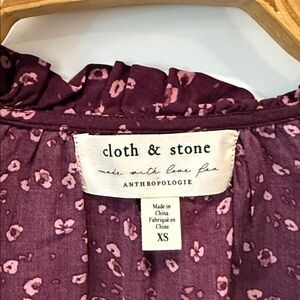 cloth & stone
made with love for
ANTHROPOLOGIE
Made in
China
Fabriqué en
Chine
XS